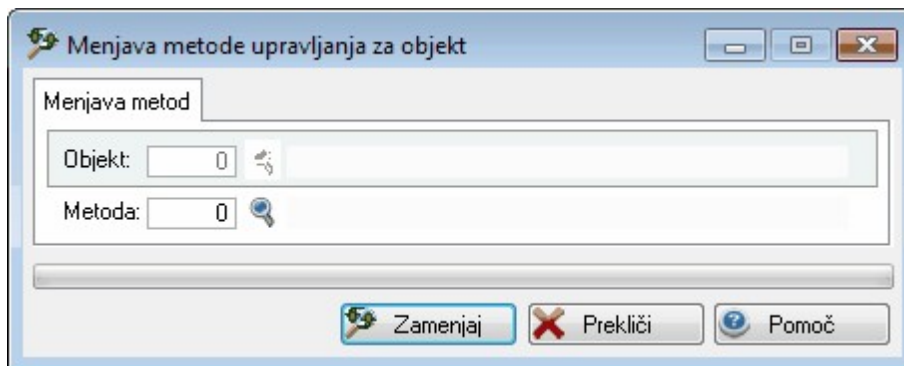 Menjava metode upravljanja za objekt
Menjava metod
Objekt: 0
Metoda: 0
Zamenjaj Prekliči Pomoč